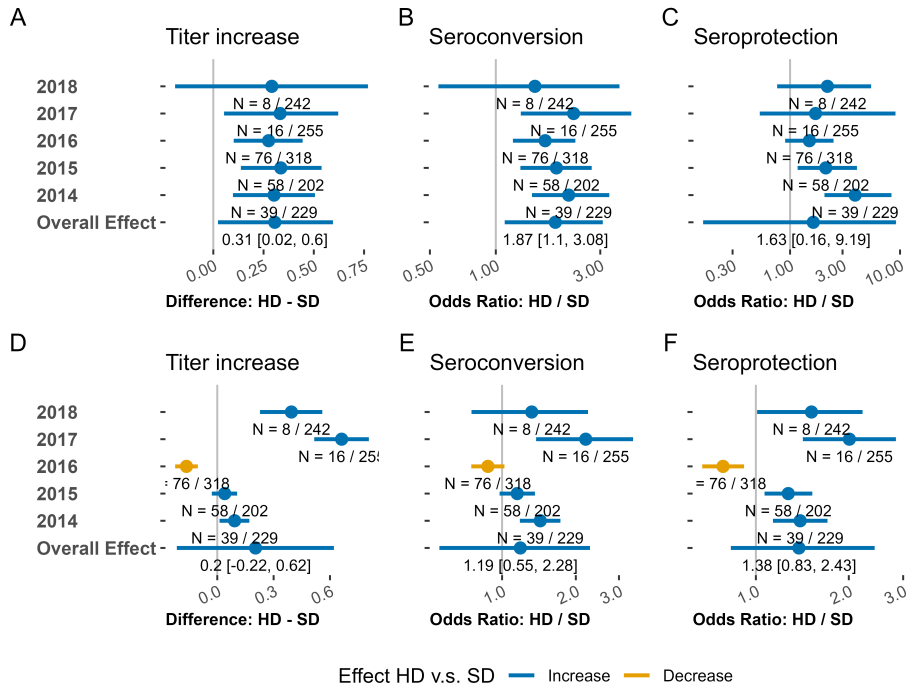 A B C
Titer increase Seroconversion Seroprotection
2018
N = 8 / 242 N = 8 / 242 N = 8 / 242
2017
N = 16 / 255 N = 16 / 255 N = 16 / 255
2016
N = 76 / 318 N = 76 / 318 N = 76 / 318
2015
N = 58 / 202 N = 58 / 202 N = 58 / 202
2014
N = 39 / 229 N = 39 / 229 N = 39 / 229
Overall Effect
0.31 [0.02, 0.6] 1.87 [1.1, 3.08] 1.63 [0.16, 9.19]
0.00 0.25 0.50 0.75 0.50 1.00 3.00 0.30 1.00 3.00 10.00
Difference: HD - SD Odds Ratio: HD / SD Odds Ratio: HD / SD
D E F
Titer increase Seroconversion Seroprotection
2018
N = 8 / 242 N = 8 / 242 N = 8 / 242
2017
N = 16 / 255 N = 16 / 255 N = 16 / 255
2016
= 76 / 318 N = 76 / 318 = 76 / 318
2015
N = 58 / 202 N = 58 / 202 N = 58 / 202
2014
N = 39 / 229 N = 39 / 229 N = 39 / 229
Overall Effect
0.2 [-0.22, 0.62] 1.19 [0.55, 2.28] 1.38 [0.83, 2.43]
0.0 0.3 0.6 1.0 2.0 3.0 1.0 2.0 3.0
Difference: HD - SD Odds Ratio: HD / SD Odds Ratio: HD / SD
Effect HD v.s. SD Increase Decrease